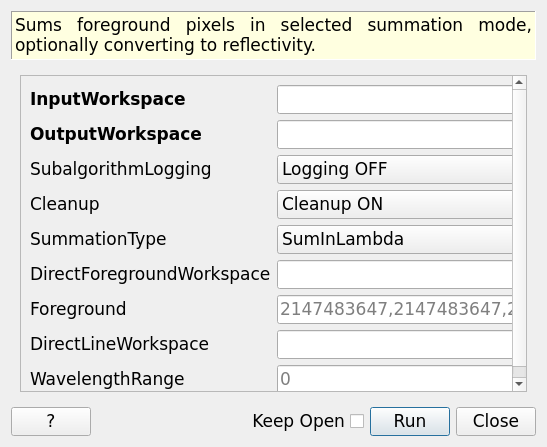 Sums foreground pixels in selected summation mode,
optionally converting to reflectivity.
InputWorkspace
OutputWorkspace
SubalgorithmLogging Logging OFF
Cleanup Cleanup ON
SummationType SumInLambda
DirectForegroundWorkspace
Foreground 2147483647,2147483647,2
DirectLineWorkspace
WavelengthRange 0
? Keep Open Run Close